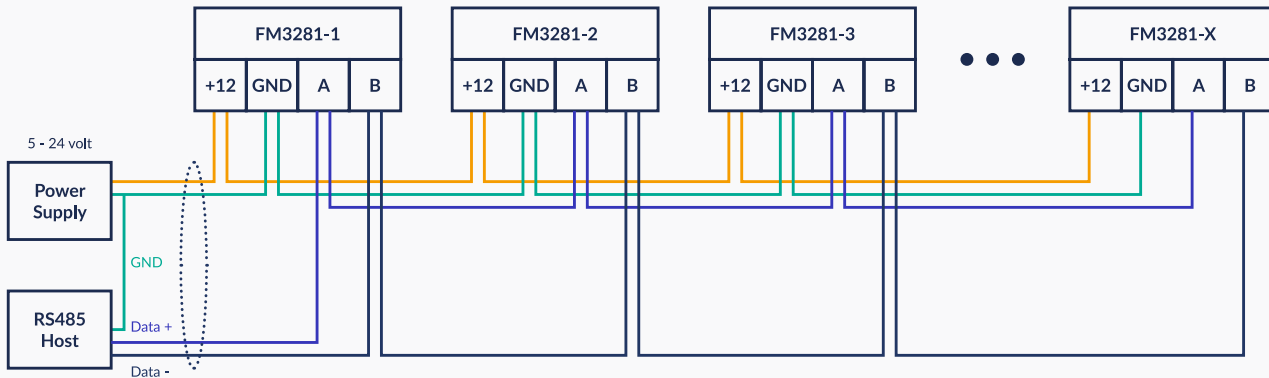 FM3281-1
FM3281-2
FM3281-3
FM3281-X
+12 GND A B
+12 GND A B
+12 GND A B
+12 GND A B
5 - 24 volt
Power
Supply
GND
RS485
Host
Data +
Data -